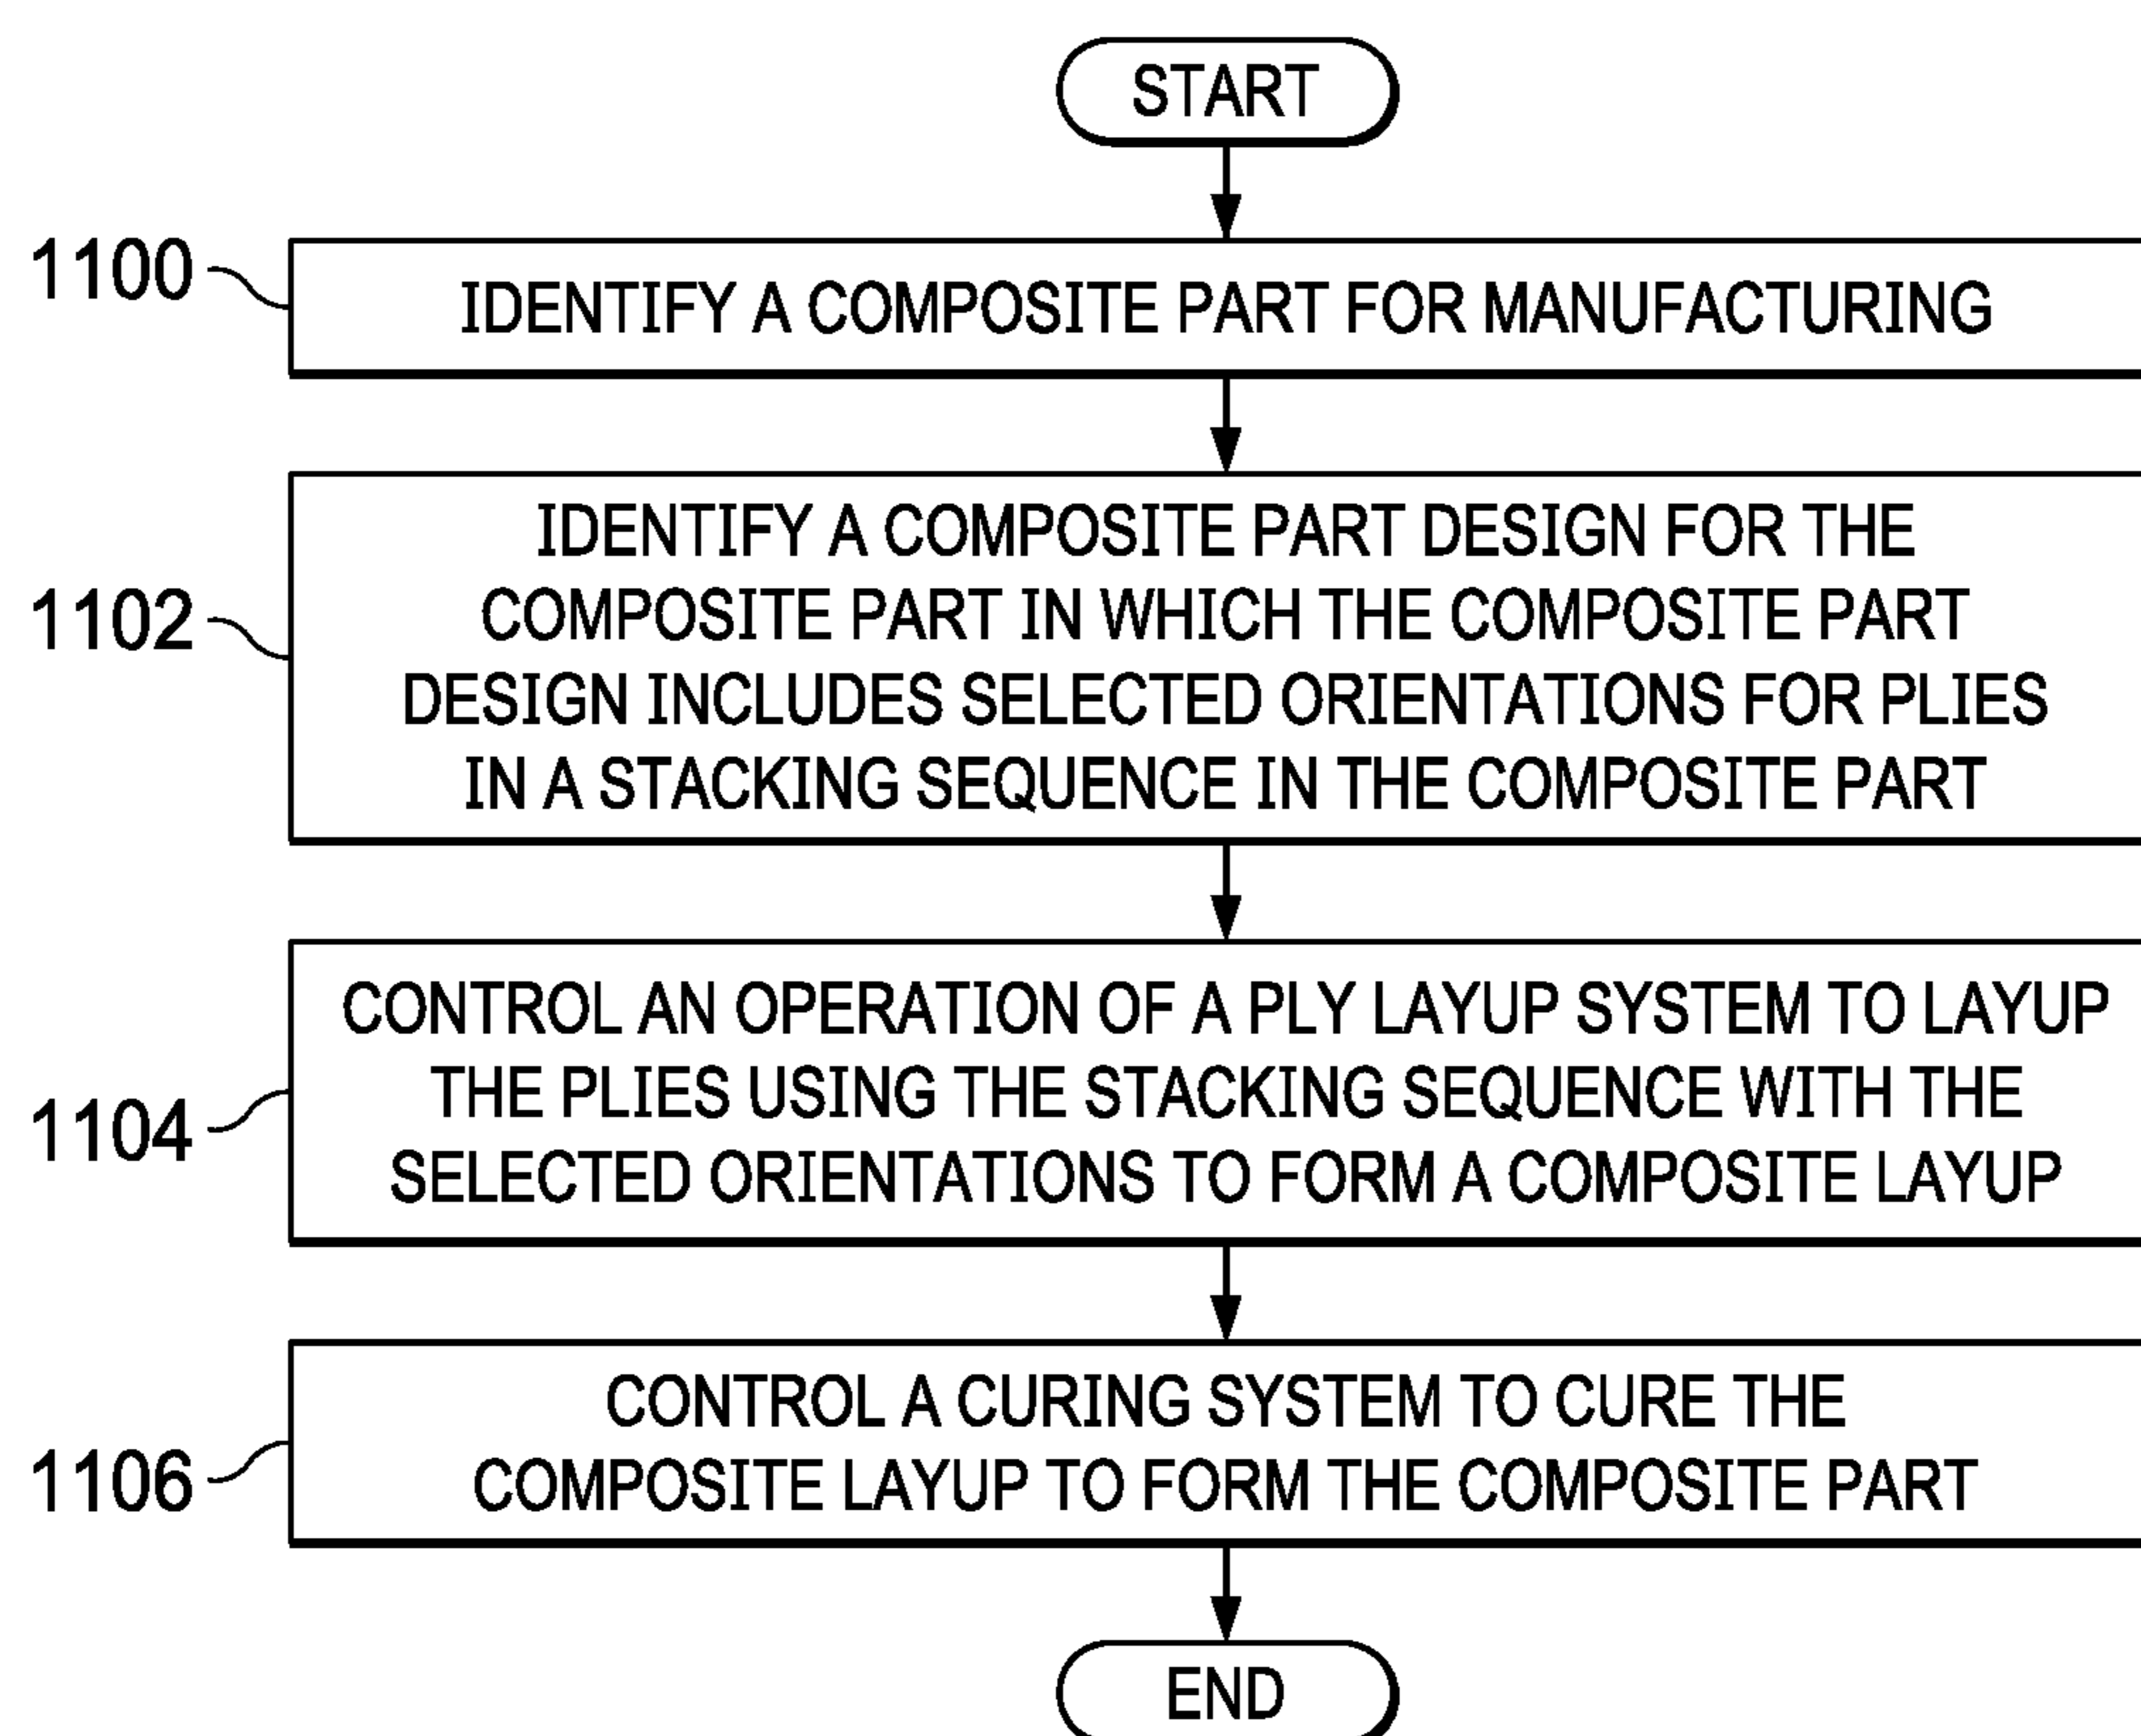 START
1100
IDENTIFY A COMPOSITE PART FOR MANUFACTURING
1102
IDENTIFY A COMPOSITE PART DESIGN FOR THE
COMPOSITE PART IN WHICH THE COMPOSITE PART
DESIGN INCLUDES SELECTED ORIENTATIONS FOR PLIES
IN A STACKING SEQUENCE IN THE COMPOSITE PART
1104
CONTROL AN OPERATION OF A PLY LAYUP SYSTEM TO LAYUP
THE PLIES USING THE STACKING SEQUENCE WITH THE
SELECTED ORIENTATIONS TO FORM A COMPOSITE LAYUP
1106
CONTROL A CURING SYSTEM TO CURE THE
COMPOSITE LAYUP TO FORM THE COMPOSITE PART
END